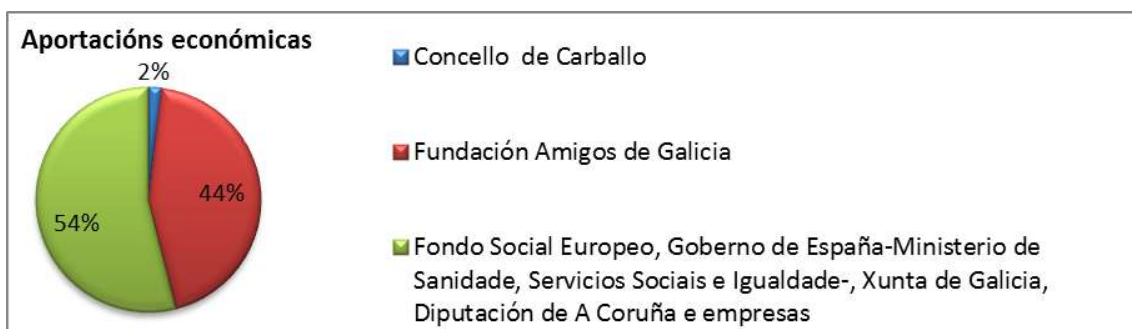 Aportacións económicas
2%
44%
54%
Concello de Carballo
Fundación Amigos de Galicia
Fondo Social Europeo, Goberno de España-Ministerio de
Sanidade, Servicios Sociais e Igualdade-, Xunta de Galicia,
Diputación de A Coruña e empresas